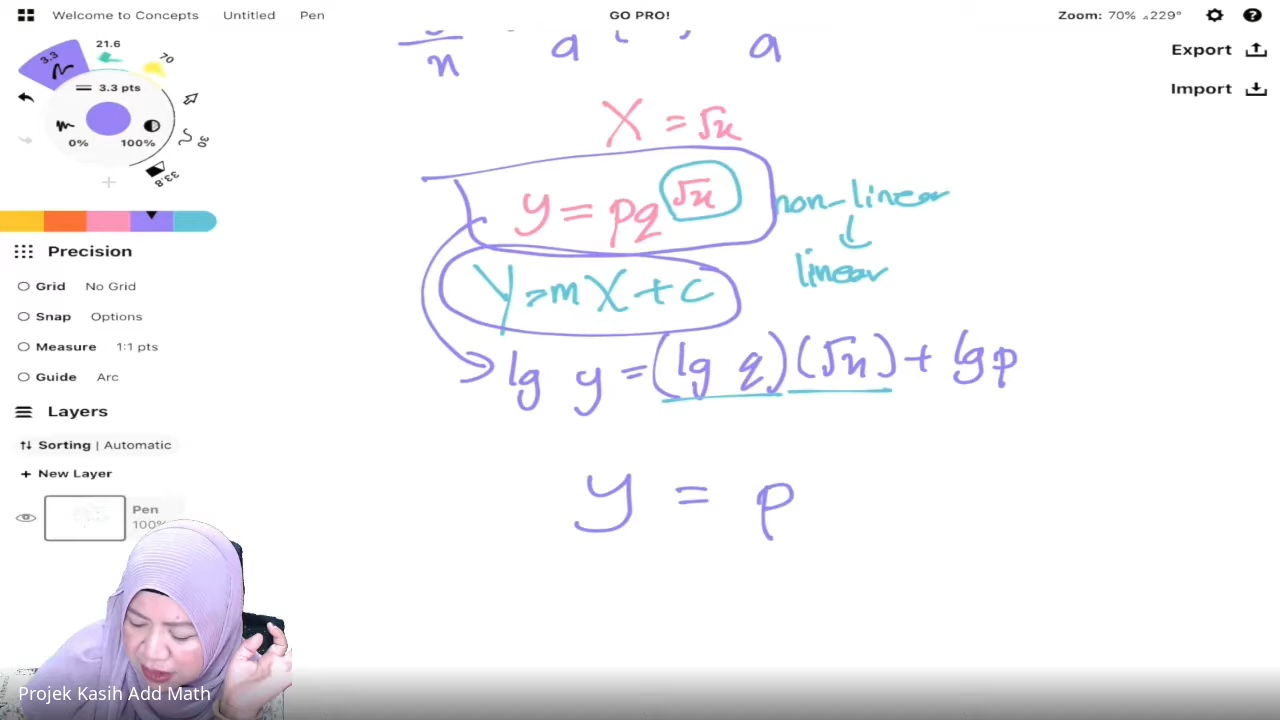 Welcome to Concepts Untitled Pen GO PRO! Zoom: 70% 229°
Export
Import
21.6
3.3
70
3.3 pts
0% 100%
30
33.8
Precision
Grid No Grid
Snap Options
Measure 1:1 pts
Guide Arc
Layers
Sorting | Automatic
+ New Layer
Pen
100%
n a ( , a
X = √x
y = pq^√x non-linear
↓
linear
Y = mX + c
lg y = (lg q)(√x) + lg p
y = p
Projek Kasih Add Math